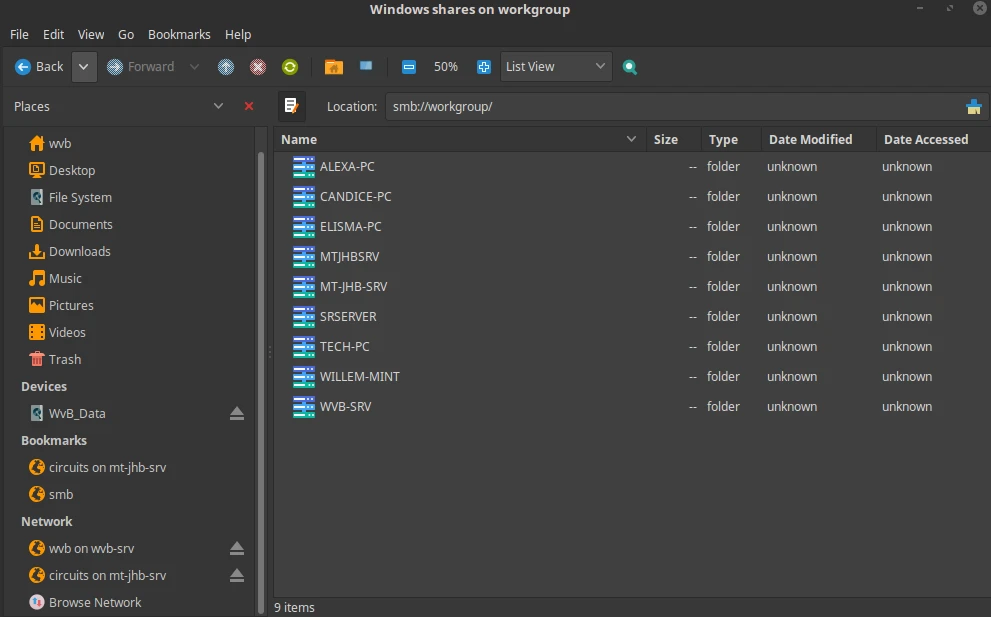 Windows shares on workgroup
File Edit View Go Bookmarks Help
Back Forward 50% List View
Places
Location: smb://workgroup/
wvb
Desktop
File System
Documents
Downloads
Music
Pictures
Videos
Trash
Devices
WvB_Data
Bookmarks
circuits on mt-jhb-srv
smb
Network
wvb on wvb-srv
circuits on mt-jhb-srv
Browse Network
Name Size Type Date Modified Date Accessed
ALEXA-PC -- folder unknown unknown
CANDICE-PC -- folder unknown unknown
ELISMA-PC -- folder unknown unknown
MTJHBSRV -- folder unknown unknown
MT-JHB-SRV -- folder unknown unknown
SRSERVER -- folder unknown unknown
TECH-PC -- folder unknown unknown
WILLEM-MINT -- folder unknown unknown
WVB-SRV -- folder unknown unknown
9 items